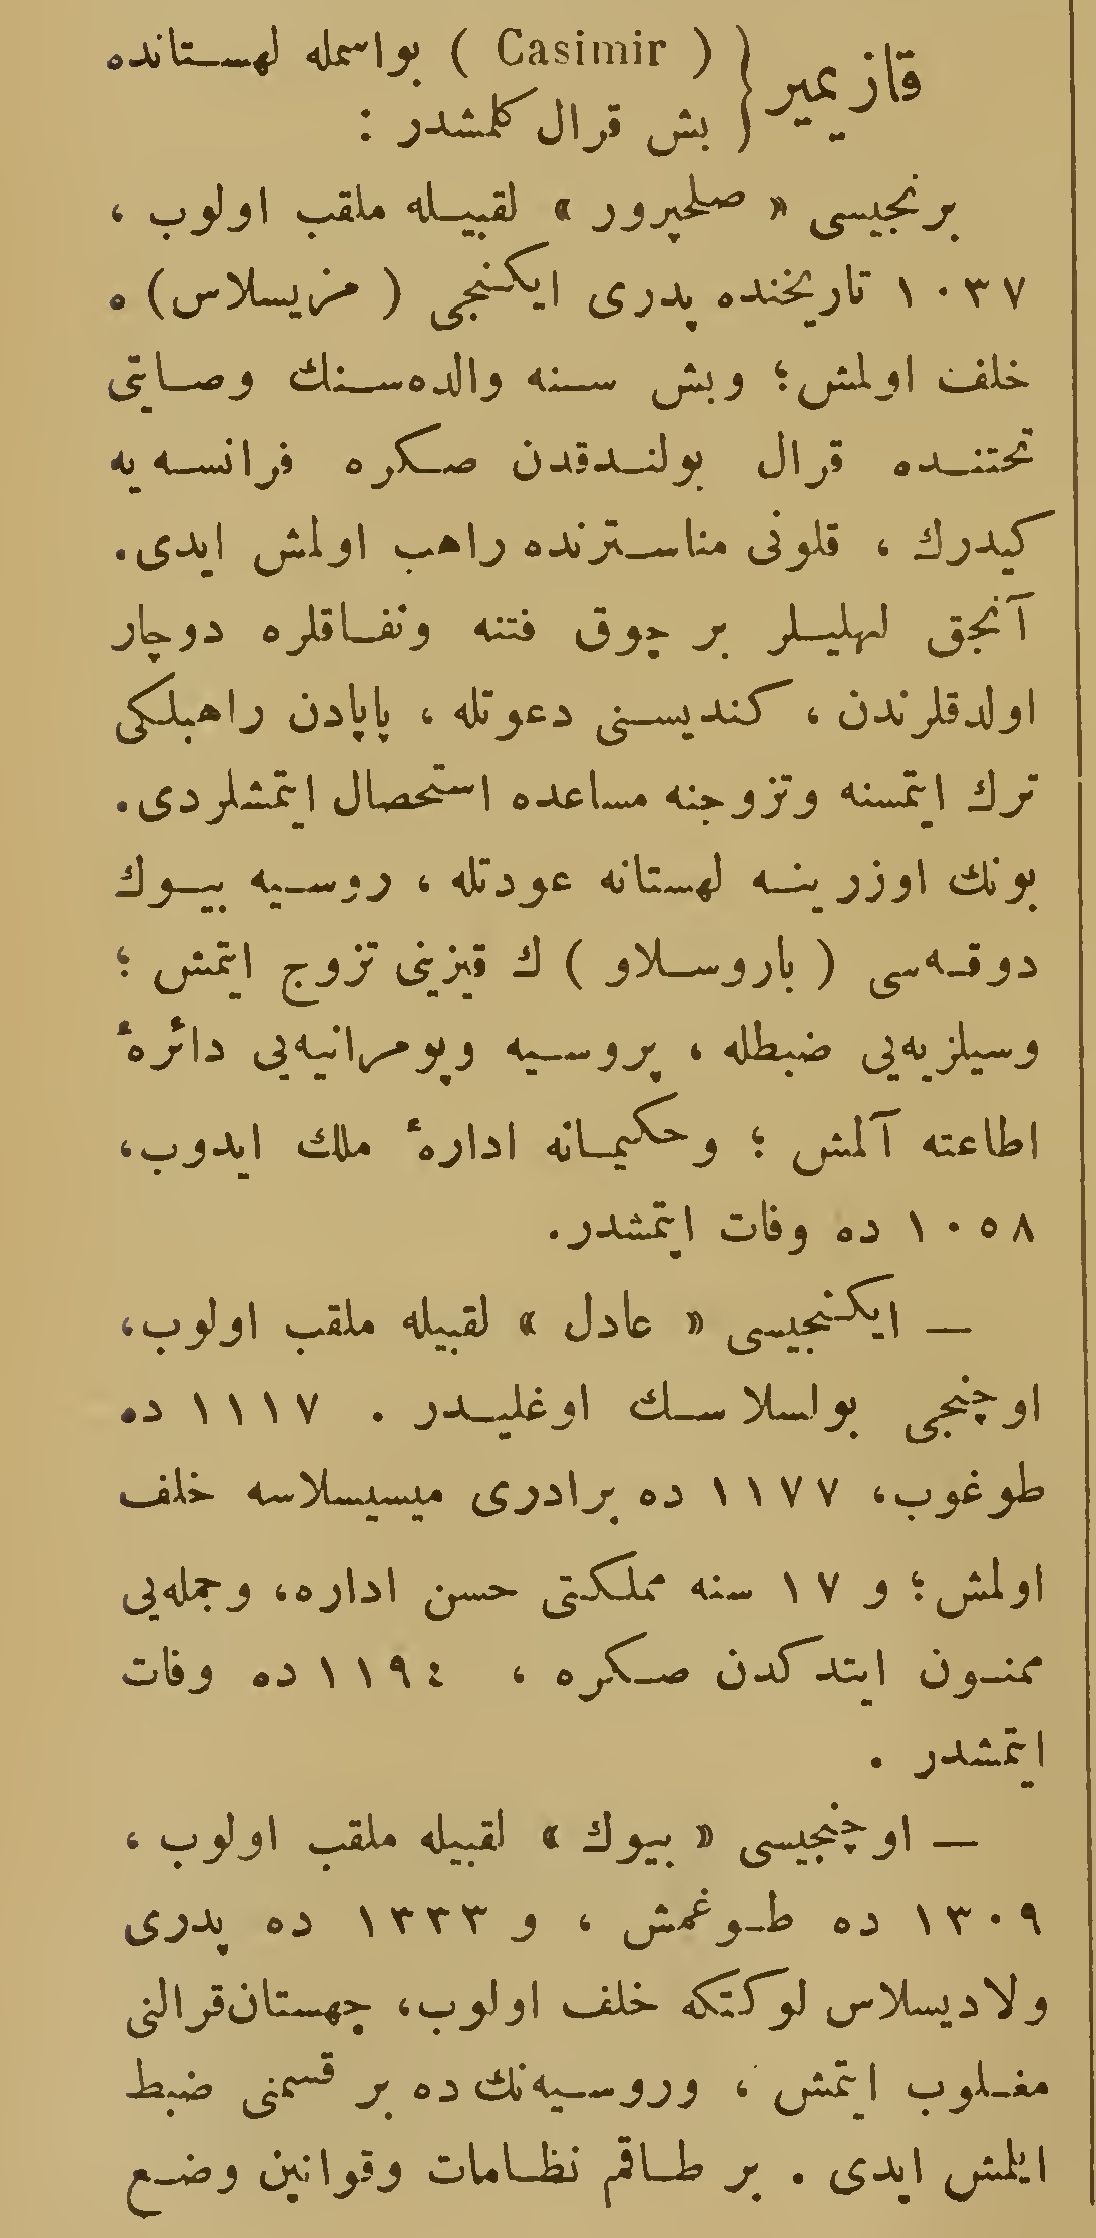 قازيمير { ( Casimir ) بواسمله لهستانده
بش قرال كلمشدر :
برنجيسى « صلحپرور » لقبيله ملقب اولوب ،
١٠٣٧ تاريخنده پدرى ايكنجى ( مزيسلاس) ه
خلف اولمش؛ وبش سنه والدەسنك وصايتى
تحتنده قرال بولندقدن صكره فرانسه‌يه
كيدرك ، قلونى مناسترنده راهب اولمش ايدى.
آنجق لهليلر بر چوق فتنه ونفاقلره دوچار
اولدقلرندن ، كنديسنى دعوتله ، پاپادن راهبلكى
ترك ايتمسنه وتزوجنه مساعده استحصال ايتمشلردى.
بونك اوزرينه لهستانه عودتله ، روسيه بيوك
دوقه‌سى ( ياروسلاو ) ك قيزينى تزوج ايتمش ؛
وسيلزيه‌يى ضبطله ، پروسيه وپومرانيه‌يى دائرهٔ
اطاعته آلمش ؛ وحكيمانه ادارهٔ ملك ايدوب،
١٠٥٨ ده وفات ايتمشدر.
— ايكنجيسى « عادل » لقبيله ملقب اولوب،
اوچنجى بولسلاسك اوغليدر . ١١١٧ ده
طوغوب، ١١٧٧ ده برادرى ميسيسلاسه خلف
اولمش؛ و ١٧ سنه مملكتى حسن اداره، وجمله‌يى
ممنون ايتدكدن صكره ، ١١٩٤ ده وفات
ايتمشدر .
— اوچنجيسى « بيوك » لقبيله ملقب اولوب ،
١٣٠٩ ده طوغمش ، و ١٣٣٣ ده پدرى
ولاديسلاس لوكتكه خلف اولوب، چهستان‌قرالنى
مغلوب ايتمش ، وروسيه‌نك ده بر قسمنى ضبط
ايلمش ايدى . بر طاقم نظامات وقوانين وضع